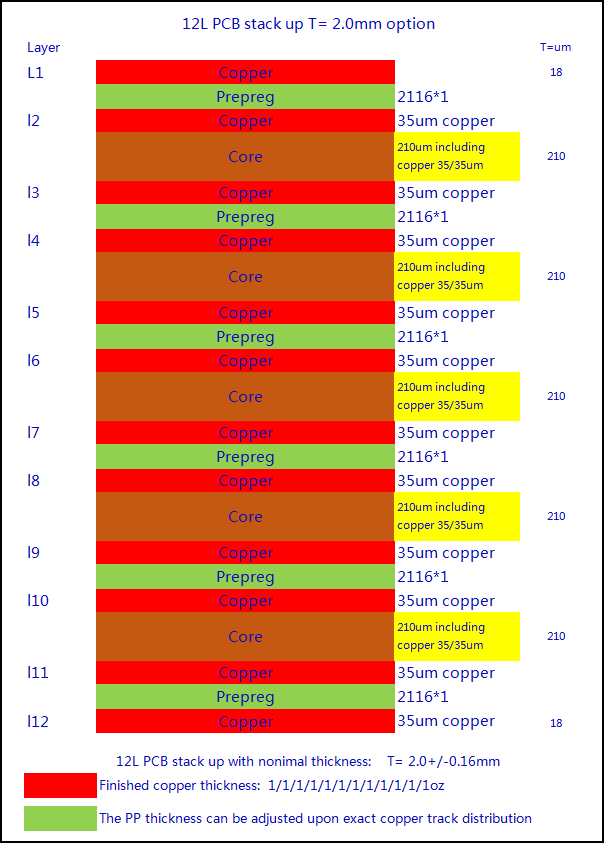 12L PCB stack up T= 2.0mm option
Layer T=um
L1 Copper 18
Prepreg 2116*1
l2 Copper 35um copper
Core 210um including copper 35/35um 210
l3 Copper 35um copper
Prepreg 2116*1
l4 Copper 35um copper
Core 210um including copper 35/35um 210
l5 Copper 35um copper
Prepreg 2116*1
l6 Copper 35um copper
Core 210um including copper 35/35um 210
l7 Copper 35um copper
Prepreg 2116*1
l8 Copper 35um copper
Core 210um including copper 35/35um 210
l9 Copper 35um copper
Prepreg 2116*1
l10 Copper 35um copper
Core 210um including copper 35/35um 210
l11 Copper 35um copper
Prepreg 2116*1
l12 Copper 35um copper 18
12L PCB stack up with nonimal thickness: T= 2.0+/-0.16mm
Finished copper thickness: 1/1/1/1/1/1/1/1/1/1/1/1oz
The PP thickness can be adjusted upon exact copper track distribution